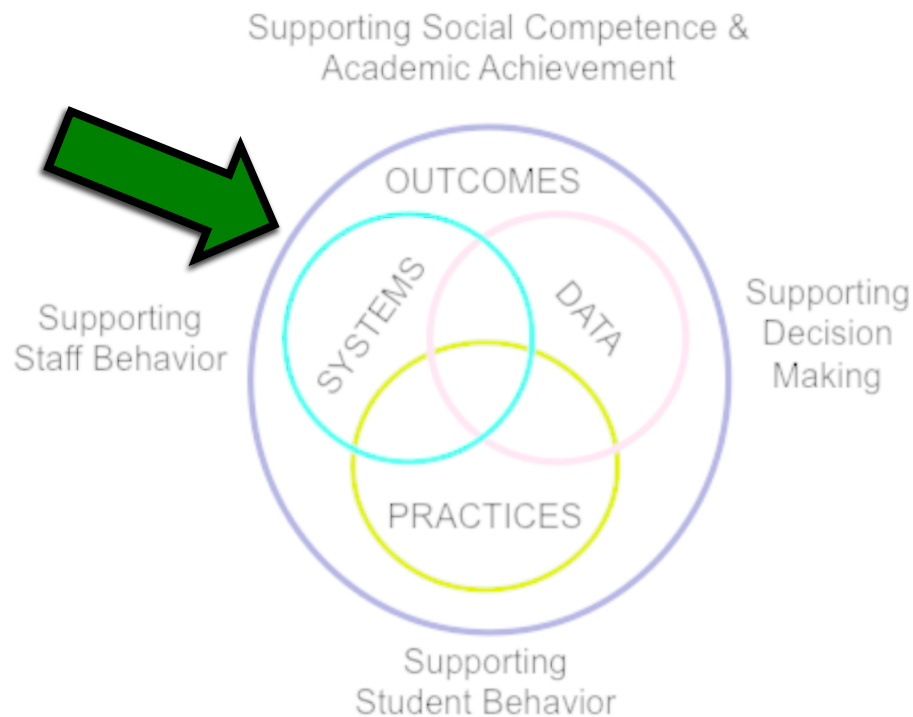 Supporting Social Competence &
Academic Achievement
OUTCOMES
SYSTEMS
DATA
Supporting
Staff Behavior
Supporting
Decision
Making
PRACTICES
Supporting
Student Behavior